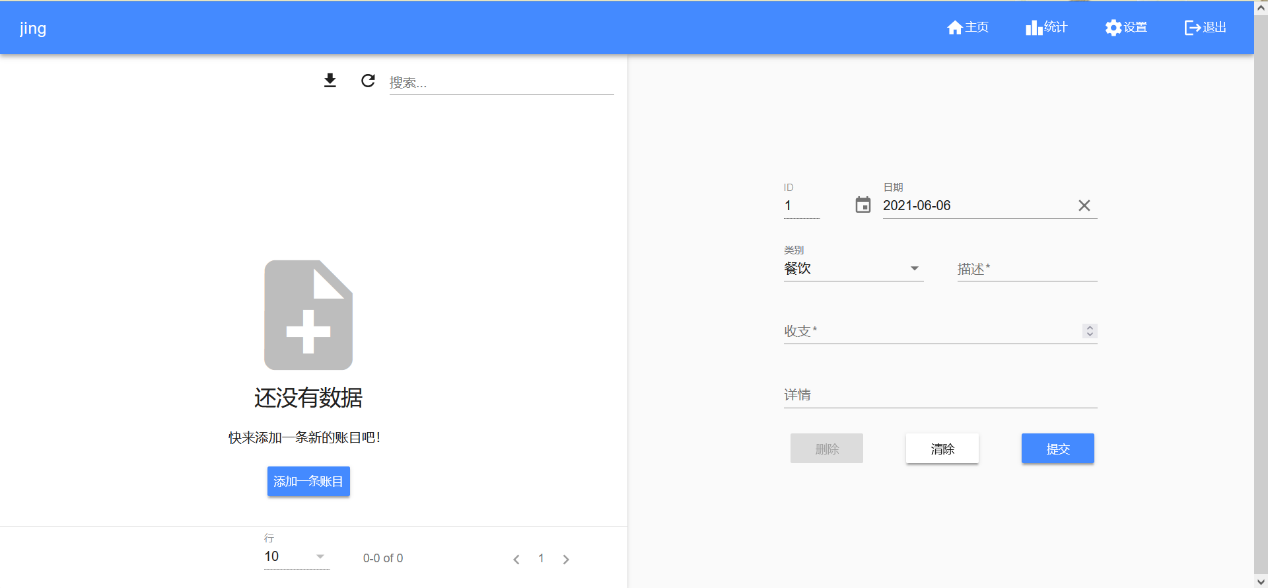 jing
主页 统计 设置 退出
搜索...
还没有数据
快来添加一条新的账目吧!
添加一条账目
行
10 0-0 of 0 1
ID 日期
1 2021-06-06
类别
餐饮 描述*
收支*
详情
删除 清除 提交